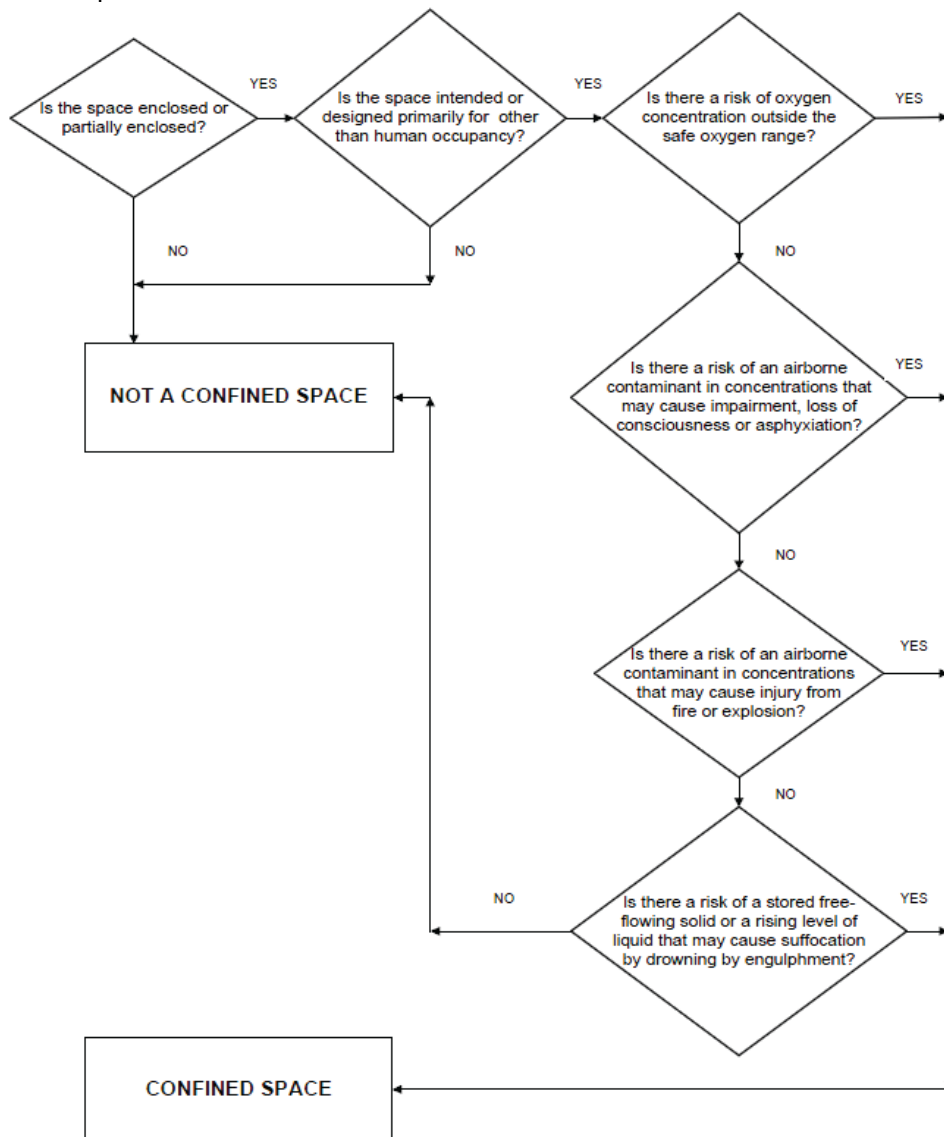 Is the space enclosed or
partially enclosed?
YES
Is the space intended or
designed primarily for other
than human occupancy?
YES
Is there a risk of oxygen
concentration outside the
safe oxygen range?
YES
NO
NO
NO
NOT A CONFINED SPACE
Is there a risk of an airborne
contaminant in concentrations that
may cause impairment, loss of
consciousness or asphyxiation?
YES
NO
Is there a risk of an airborne
contaminant in concentrations
that may cause injury from
fire or explosion?
YES
NO
Is there a risk of a stored free-
flowing solid or a rising level of
liquid that may cause suffocation
by drowning by engulphment?
NO
YES
CONFINED SPACE